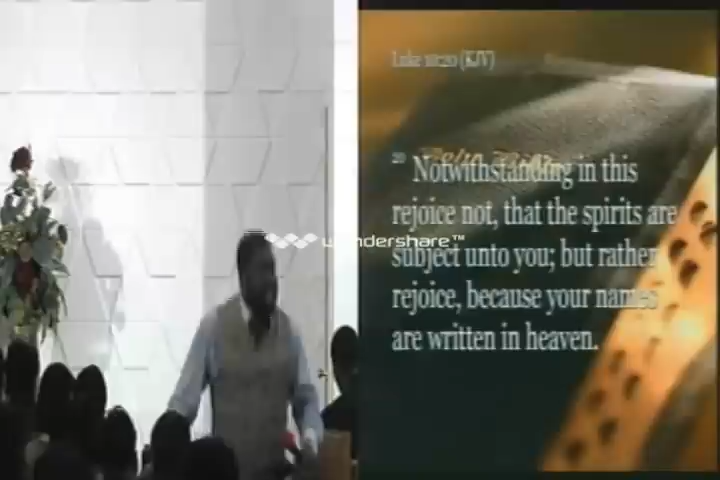 Luke 10:20 (KJV)
20 Notwithstanding in this
rejoice not, that the spirits are
subject unto you; but rather
rejoice, because your names
are written in heaven.
wondershare™